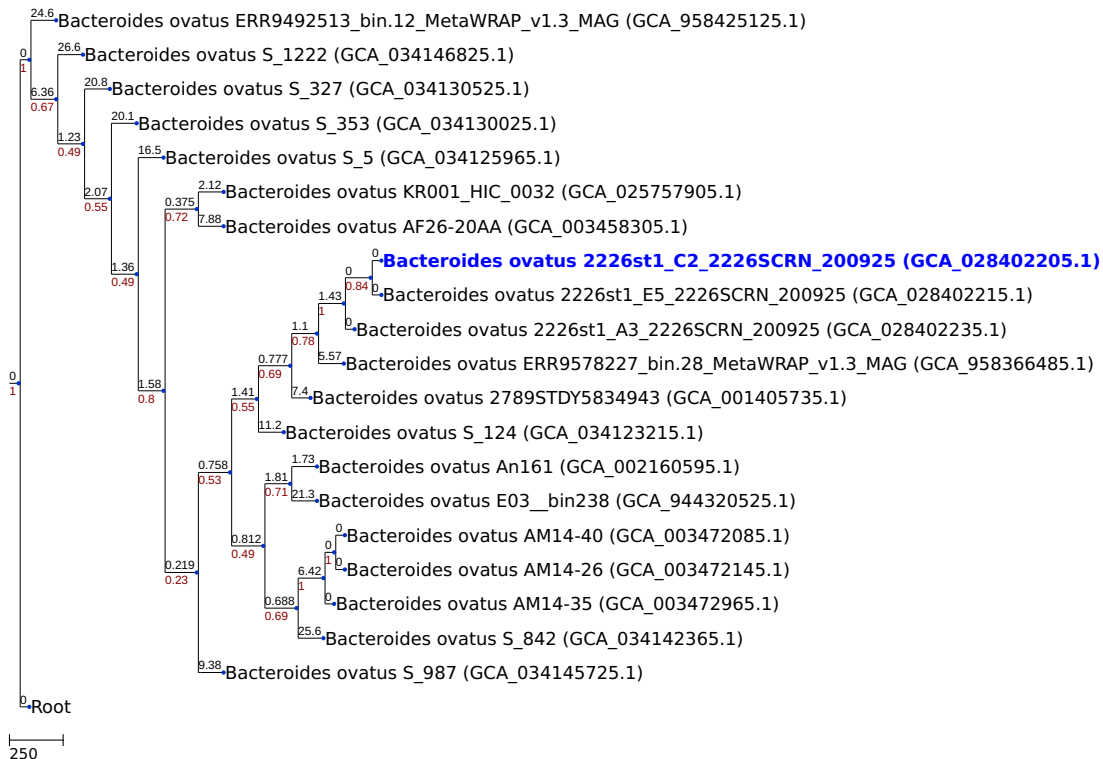 24.6
Bacteroides ovatus ERR9492513_bin.12_MetaWRAP_v1.3_MAG (GCA_958425125.1)
0
1
26.6
Bacteroides ovatus S_1222 (GCA_034146825.1)
6.36
0.67
20.8
Bacteroides ovatus S_327 (GCA_034130525.1)
1.23
0.49
20.1
Bacteroides ovatus S_353 (GCA_034130025.1)
2.07
0.55
16.5
Bacteroides ovatus S_5 (GCA_034125965.1)
1.36
0.49
2.12
Bacteroides ovatus KR001_HIC_0032 (GCA_025757905.1)
0.375
0.72
7.88
Bacteroides ovatus AF26-20AA (GCA_003458305.1)
0
Bacteroides ovatus 2226st1_C2_2226SCRN_200925 (GCA_028402205.1)
0
0.84
0
Bacteroides ovatus 2226st1_E5_2226SCRN_200925 (GCA_028402215.1)
1.43
1
0
Bacteroides ovatus 2226st1_A3_2226SCRN_200925 (GCA_028402235.1)
1.1
0.78
5.57
Bacteroides ovatus ERR9578227_bin.28_MetaWRAP_v1.3_MAG (GCA_958366485.1)
0.777
0.69
7.4
Bacteroides ovatus 2789STDY5834943 (GCA_001405735.1)
0
1
1.58
0.8
1.41
0.55
11.2
Bacteroides ovatus S_124 (GCA_034123215.1)
0.758
0.53
1.73
Bacteroides ovatus An161 (GCA_002160595.1)
1.81
0.71
21.3
Bacteroides ovatus E03__bin238 (GCA_944320525.1)
0.812
0.49
0
Bacteroides ovatus AM14-40 (GCA_003472085.1)
0
1
0
Bacteroides ovatus AM14-26 (GCA_003472145.1)
6.42
1
0
Bacteroides ovatus AM14-35 (GCA_003472965.1)
0.219
0.23
0.688
0.69
25.6
Bacteroides ovatus S_842 (GCA_034142365.1)
9.38
Bacteroides ovatus S_987 (GCA_034145725.1)
0
Root
250